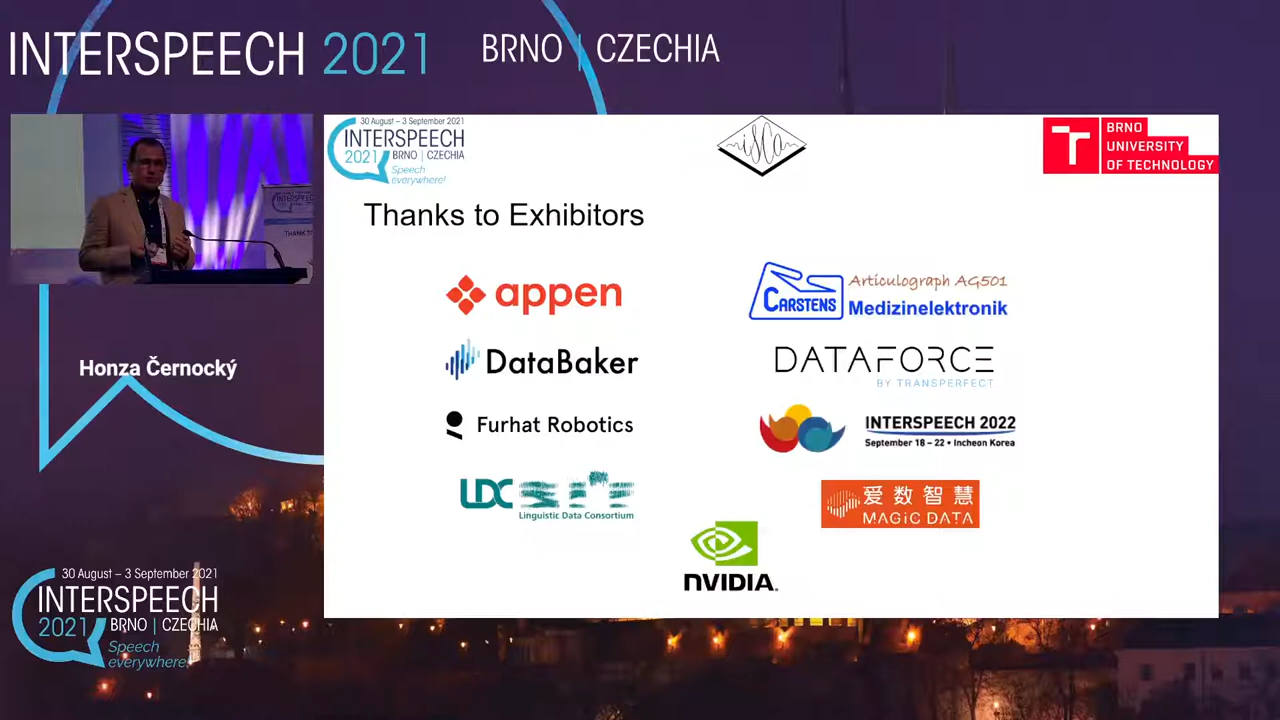 INTERSPEECH 2021 BRNO | CZECHIA
30 August – 3 September 2021
INTERSPEECH
2021 BRNO | CZECHIA
Speech
everywhere!
isca
BRNO
UNIVERSITY
OF TECHNOLOGY
INTERSPEECH
Thanks to Exhibitors
appen
CARSTENS
Articulograph AG501
Medizinelektronik
DataBaker
DATAFORCE
BY TRANSPERFECT
Honza Černocký
Furhat Robotics
INTERSPEECH 2022
September 18 – 22 • Incheon Korea
LDC
Linguistic Data Consortium
爱数智慧
MAGIC DATA
NVIDIA.
30 August – 3 September 2021
INTERSPEECH
2021 BRNO | CZECHIA
Speech
everywhere!